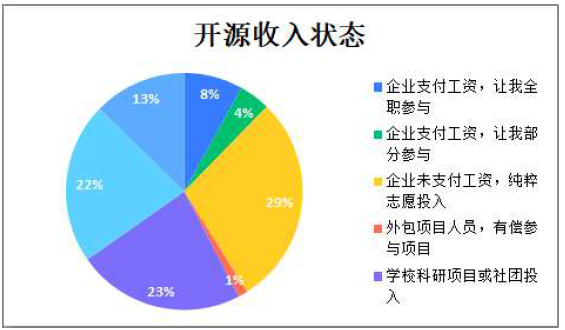 开源收入状态
8%
4%
29%
1%
23%
22%
13%
企业支付工资，让我全
职参与
企业支付工资，让我部
分参与
企业未支付工资，纯粹
志愿投入
外包项目人员，有偿参
与项目
学校科研项目或社团投
入